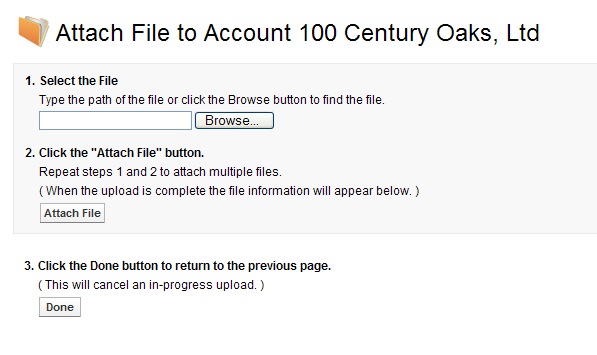 Attach File to Account 100 Century Oaks, Ltd
1. Select the File
Type the path of the file or click the Browse button to find the file.
Browse...
2. Click the "Attach File" button.
Repeat steps 1 and 2 to attach multiple files.
( When the upload is complete the file information will appear below. )
Attach File
3. Click the Done button to return to the previous page.
( This will cancel an in-progress upload. )
Done